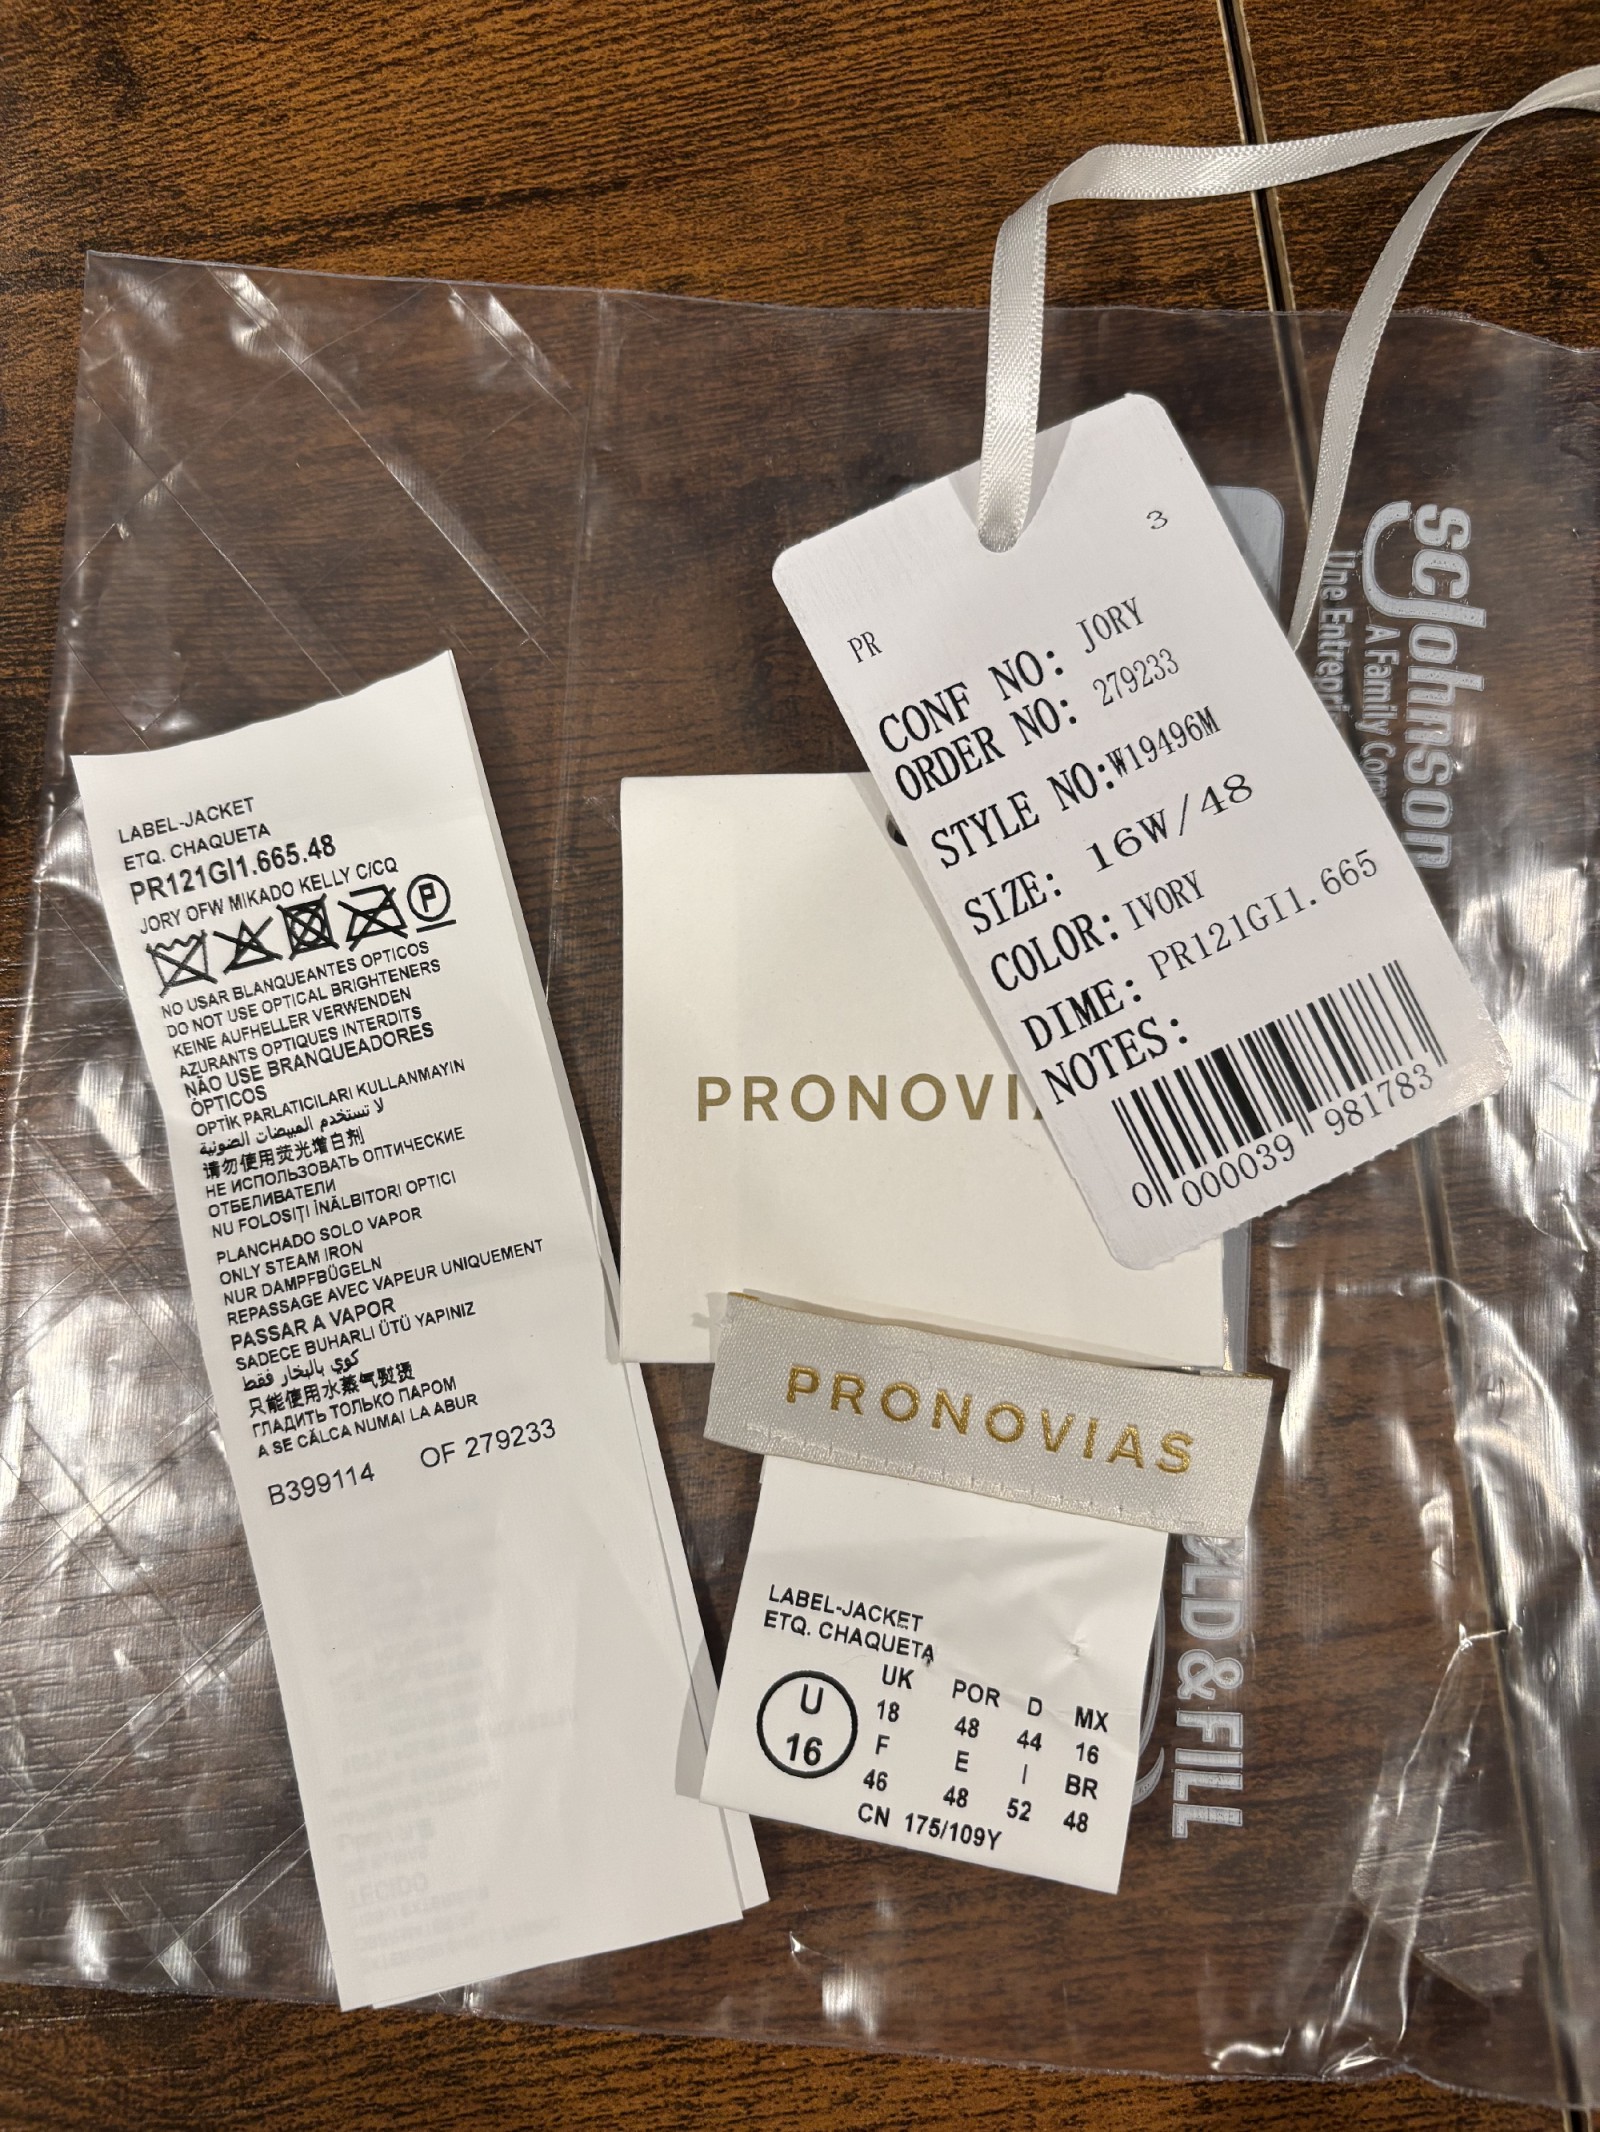 LABEL-JACKET
ETQ. CHAQUETA
PR121GI1.665.48
JORY OFW MIKADO KELLY C/CQ
P
NO USAR BLANQUEANTES OPTICOS
DO NOT USE OPTICAL BRIGHTENERS
KEINE AUFHELLER VERWENDEN
AZURANTS OPTIQUES INTERDITS
NÃO USE BRANQUEADORES
ÓPTICOS
OPTİK PARLATICILARI KULLANMAYIN
لا تستخدم المبيضات الضوئية
请勿使用荧光增白剂
НЕ ИСПОЛЬЗОВАТЬ ОПТИЧЕСКИЕ
ОТБЕЛИВАТЕЛИ
NU FOLOSIȚI ÎNĂLBITORI OPTICI
PLANCHADO SOLO VAPOR
ONLY STEAM IRON
NUR DAMPFBÜGELN
REPASSAGE AVEC VAPEUR UNIQUEMENT
PASSAR A VAPOR
SADECE BUHARLI ÜTÜ YAPINIZ
كوي بالبخار فقط
只能使用水蒸气熨烫
ГЛАДИТЬ ТОЛЬКО ПАРОМ
A SE CĂLCA NUMAI LA ABUR
B399114 OF 279233
3
PR
CONF NO: JORY
ORDER NO: 279233
STYLE NO:W19496M
SIZE: 16W/48
COLOR: IVORY
DIME: PR121GI1.665
NOTES:
0 000039 981783
PRONOVI
PRONOVIAS
LABEL-JACKET
ETQ. CHAQUETA
U
16
UK POR D MX
18 48 44 16
F E I BR
46 48 52 48
CN 175/109Y
scJohnson
A Family Com
Une Entrepri
LD & FILL